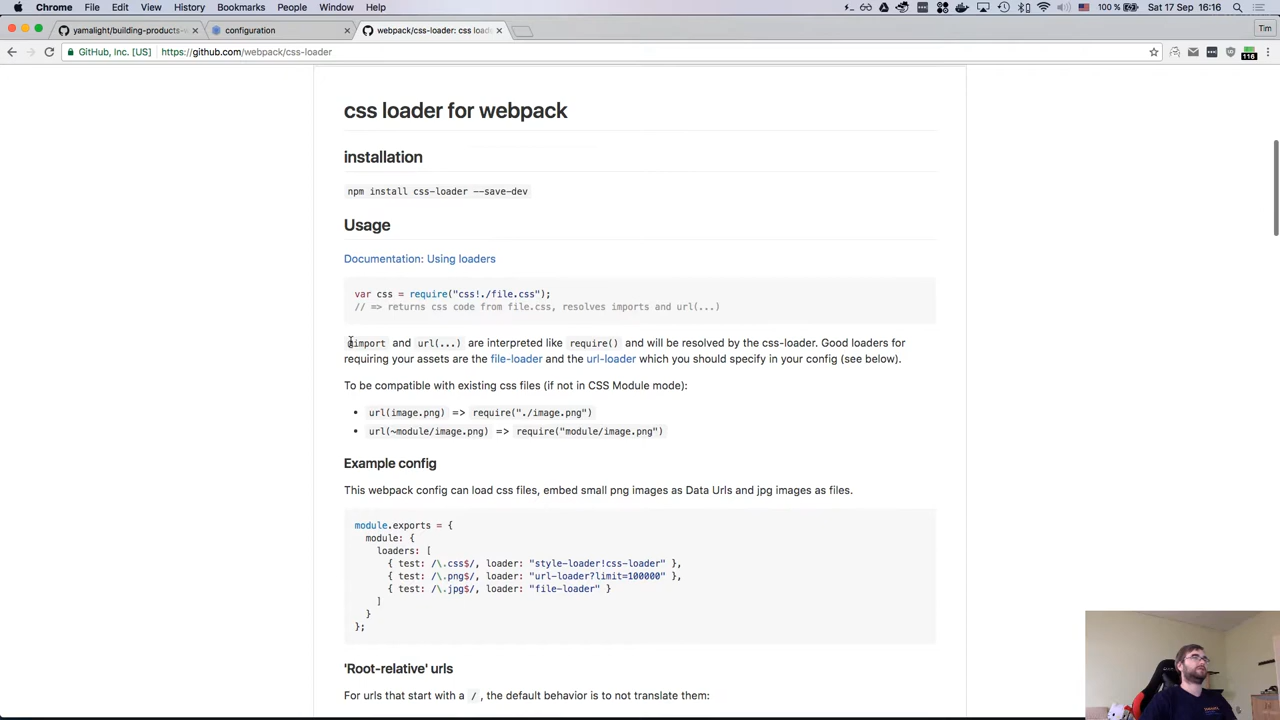 Chrome File Edit View History Bookmarks People Window Help 100 % Sat 17 Sep 16:16
yamalight/building-products- configuration webpack/css-loader: css load Tim
GitHub, Inc. [US] https://github.com/webpack/css-loader 116
css loader for webpack
installation
npm install css-loader --save-dev
Usage
Documentation: Using loaders
var css = require("css!./file.css");
// => returns css code from file.css, resolves imports and url(...)
@import and url(...) are interpreted like require() and will be resolved by the css-loader. Good loaders for
requiring your assets are the file-loader and the url-loader which you should specify in your config (see below).
To be compatible with existing css files (if not in CSS Module mode):
• url(image.png) => require("./image.png")
• url(~module/image.png) => require("module/image.png")
Example config
This webpack config can load css files, embed small png images as Data Urls and jpg images as files.
module.exports = {
module: {
loaders: [
{ test: /\.css$/, loader: "style-loader!css-loader" },
{ test: /\.png$/, loader: "url-loader?limit=100000" },
{ test: /\.jpg$/, loader: "file-loader" }
]
}
};
'Root-relative' urls
For urls that start with a /, the default behavior is to not translate them: